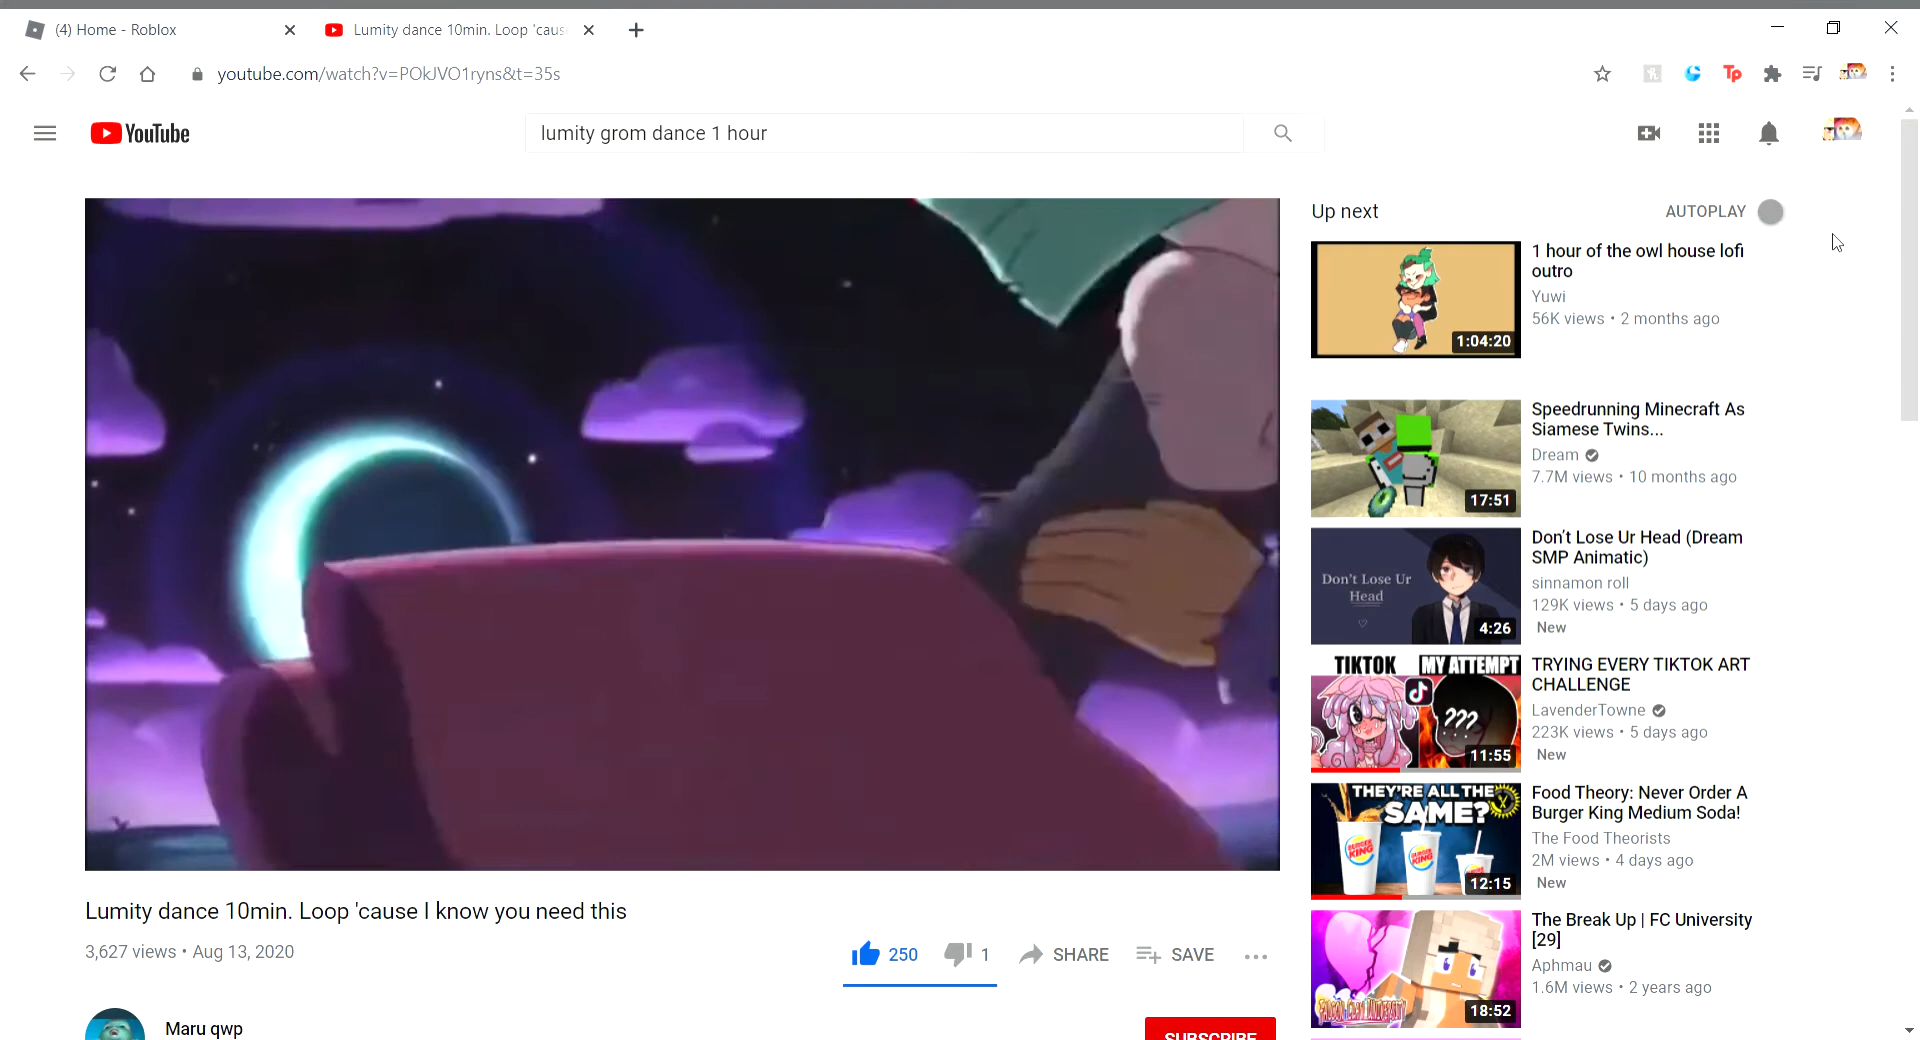 (4) Home - Roblox
Lumity dance 10min. Loop 'caus
youtube.com/watch?v=POkJVO1ryns&t=35s
Tp
YouTube
lumity grom dance 1 hour
Up next
AUTOPLAY
1 hour of the owl house lofi
outro
Yuwi
56K views • 2 months ago
1:04:20
Speedrunning Minecraft As
Siamese Twins...
Dream
7.7M views • 10 months ago
17:51
Don't Lose Ur
Head
4:26
Don't Lose Ur Head (Dream
SMP Animatic)
sinnamon roll
129K views • 5 days ago
New
TIKTOK
MY ATTEMPT
???
11:55
TRYING EVERY TIKTOK ART
CHALLENGE
LavenderTowne
223K views • 5 days ago
New
THEY'RE ALL THE
SAME?
BURGER
KING
BURGER
KING
12:15
Food Theory: Never Order A
Burger King Medium Soda!
The Food Theorists
2M views • 4 days ago
New
The Break Up | FC University
[29]
Aphmau
1.6M views • 2 years ago
18:52
Lumity dance 10min. Loop 'cause I know you need this
3,627 views • Aug 13, 2020
250
1
SHARE
SAVE
Maru qwp
SUBSCRIBE